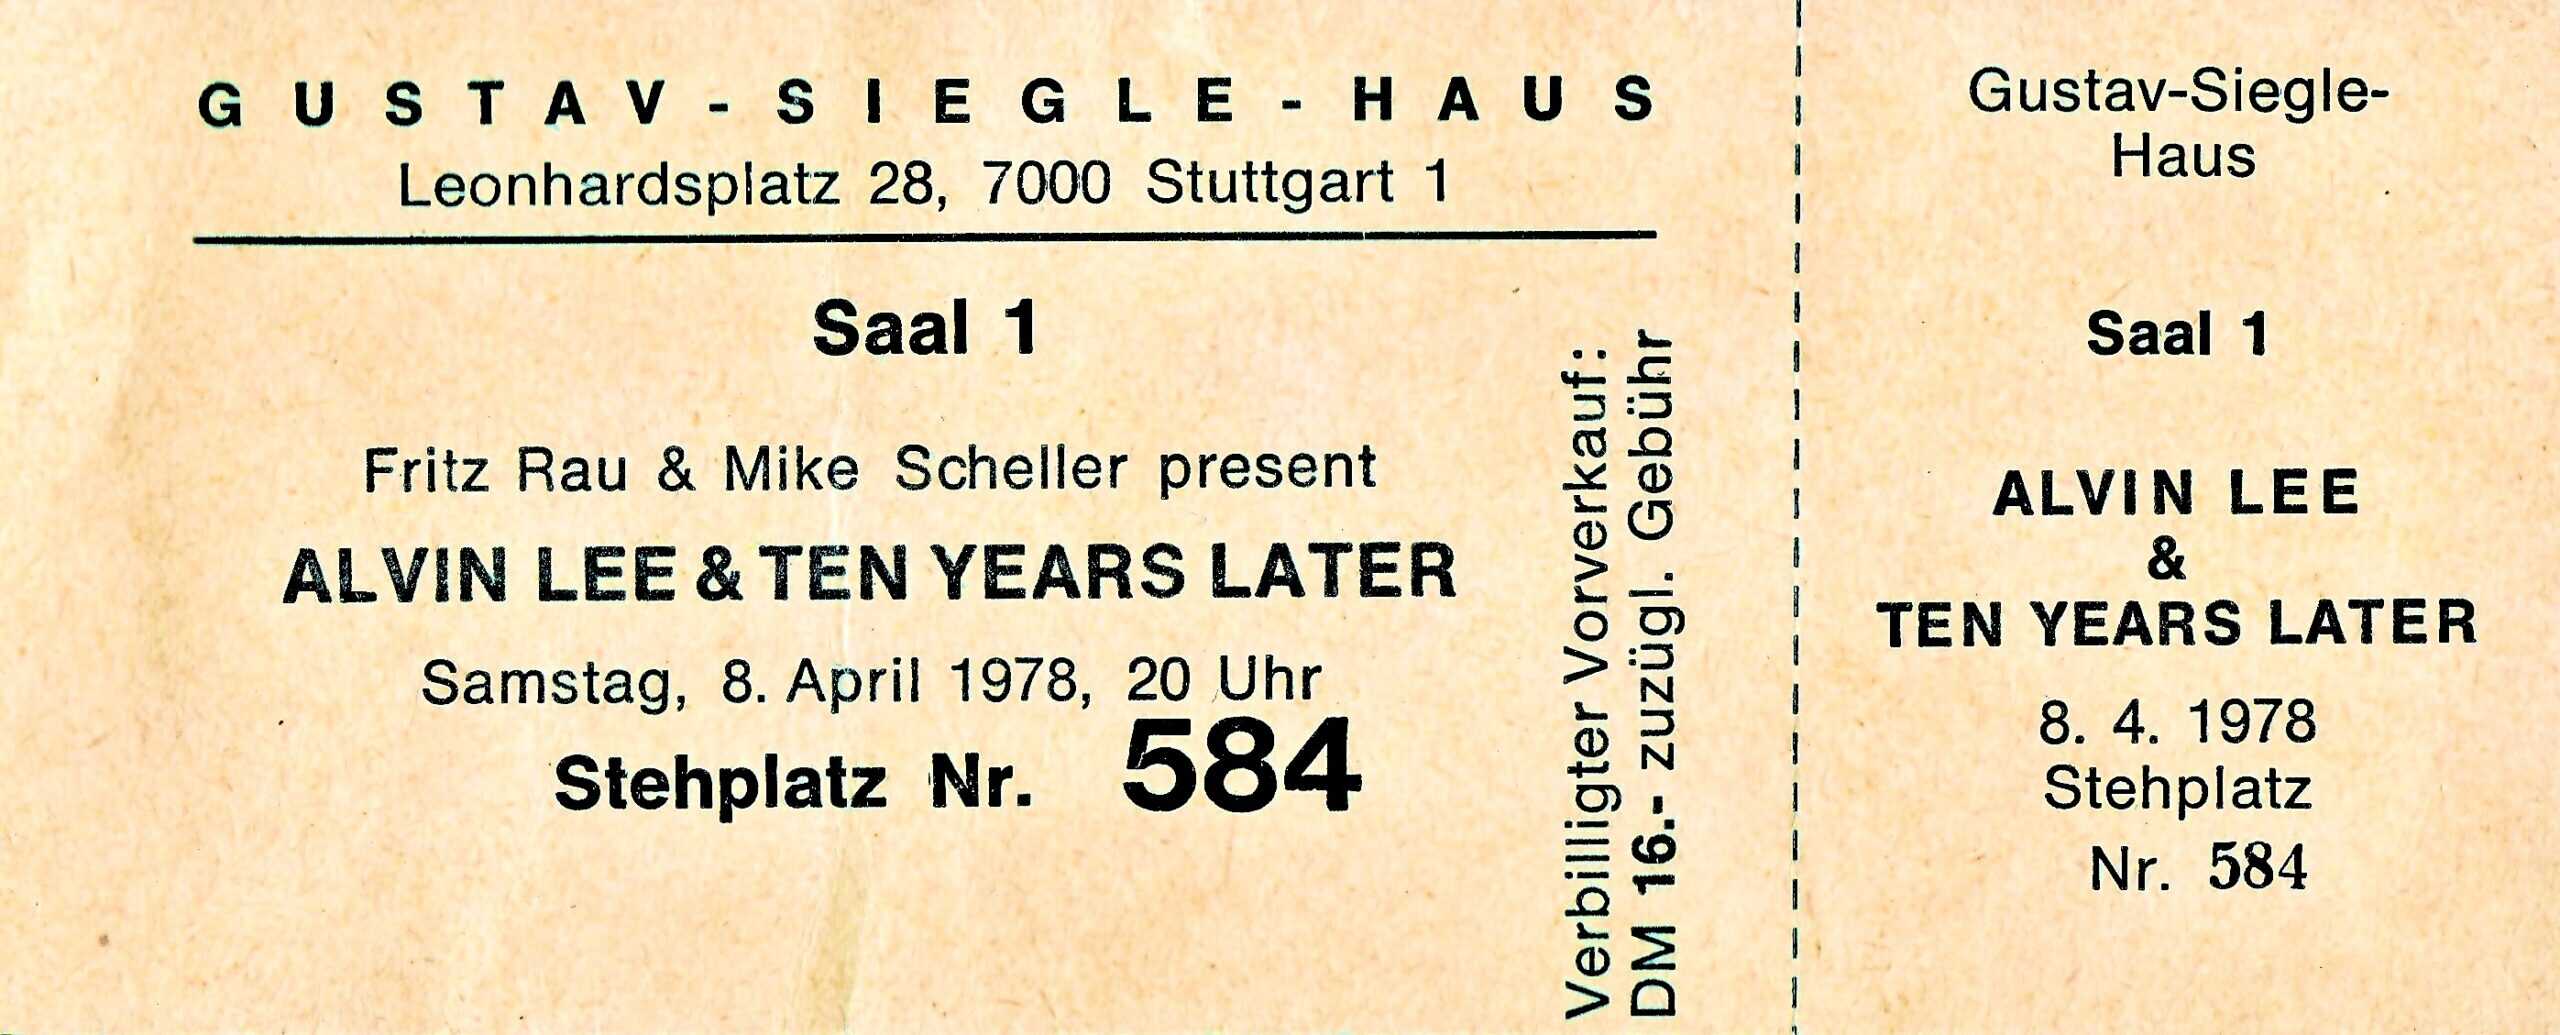 GUSTAV-SIEGLE-HAUS
Leonhardsplatz 28, 7000 Stuttgart 1
Saal 1
Fritz Rau & Mike Scheller present
ALVIN LEE & TEN YEARS LATER
Samstag, 8. April 1978, 20 Uhr
Stehplatz Nr. 584
Verbilligter Vorverkauf:
DM 16.- zuzügl. Gebühr
Gustav-Siegle-
Haus
Saal 1
ALVIN LEE
&
TEN YEARS LATER
8. 4. 1978
Stehplatz
Nr. 584